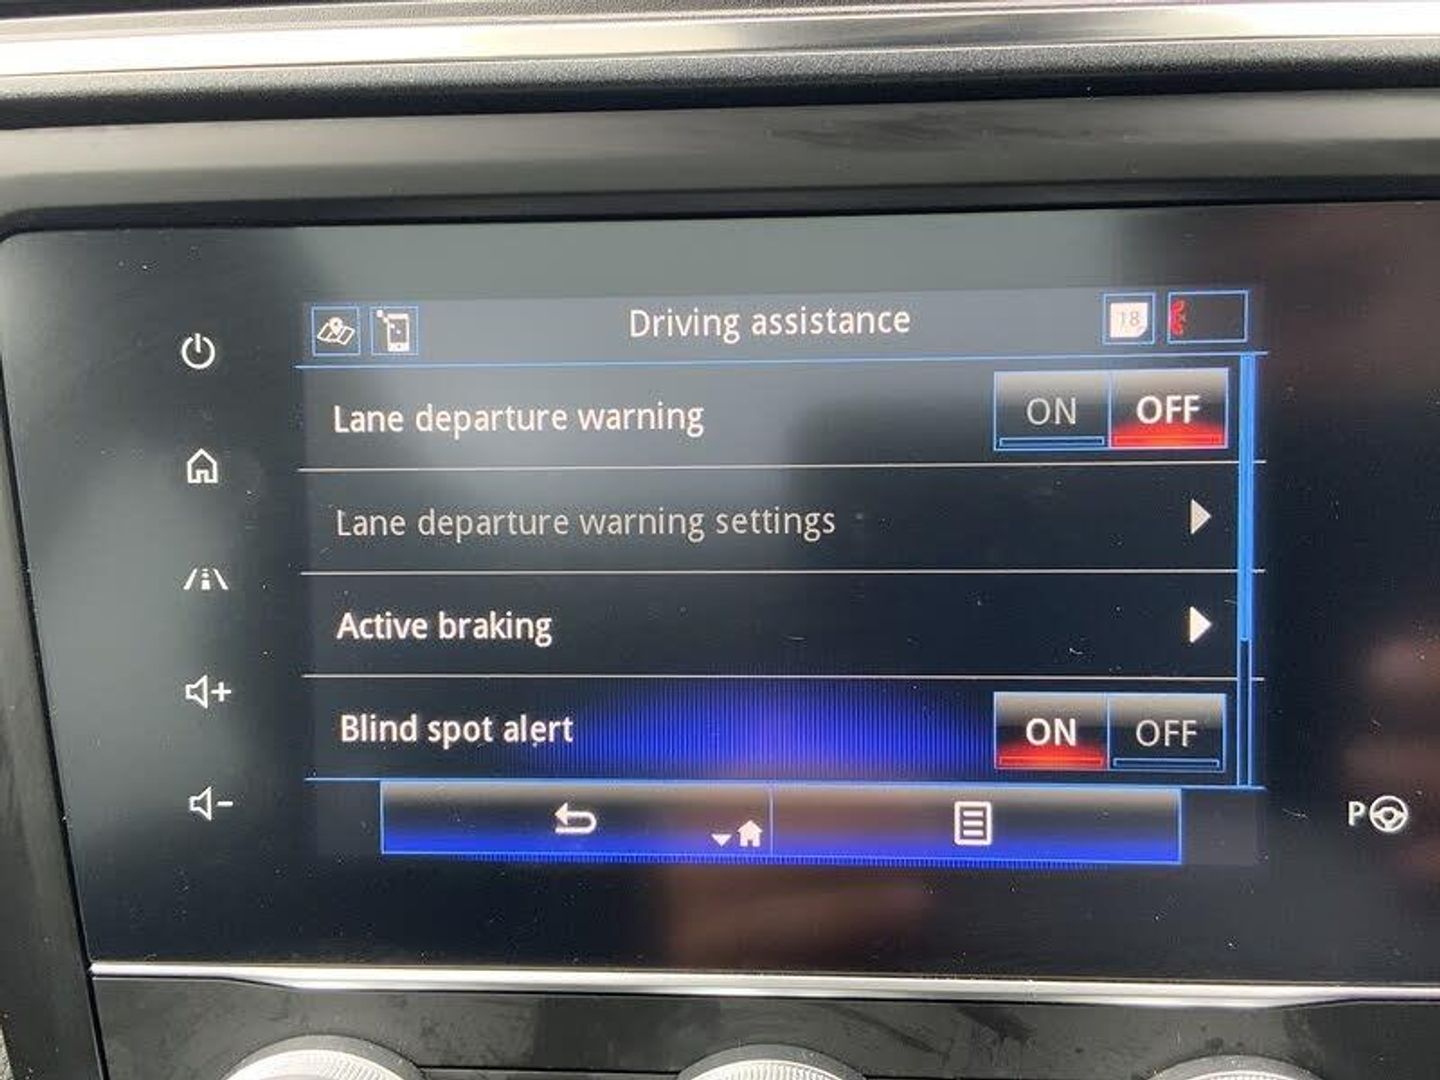 Driving assistance
18
Lane departure warning
ON OFF
Lane departure warning settings
Active braking
Blind spot alert
ON OFF
P